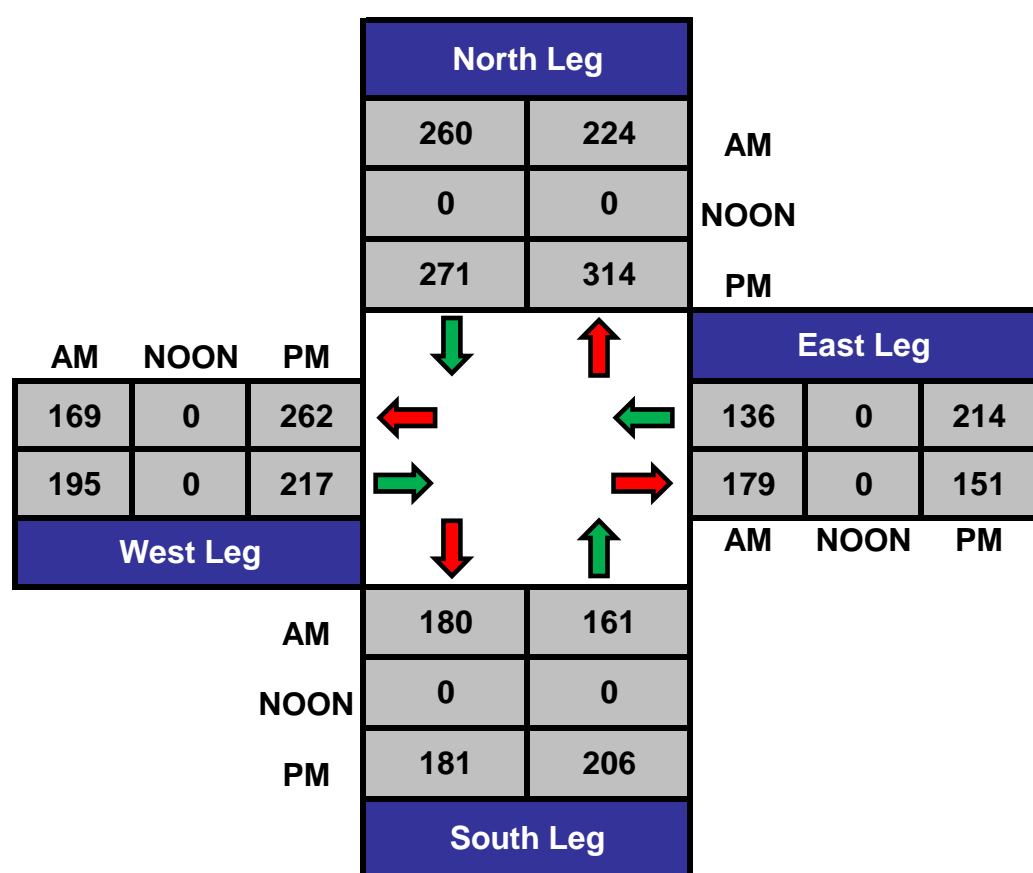 North Leg
260 224 AM
0 0 NOON
271 314 PM
AM NOON PM
East Leg
169 0 262
136 0 214
195 0 217
179 0 151
West Leg
AM NOON PM
AM 180 161
NOON 0 0
PM 181 206
South Leg